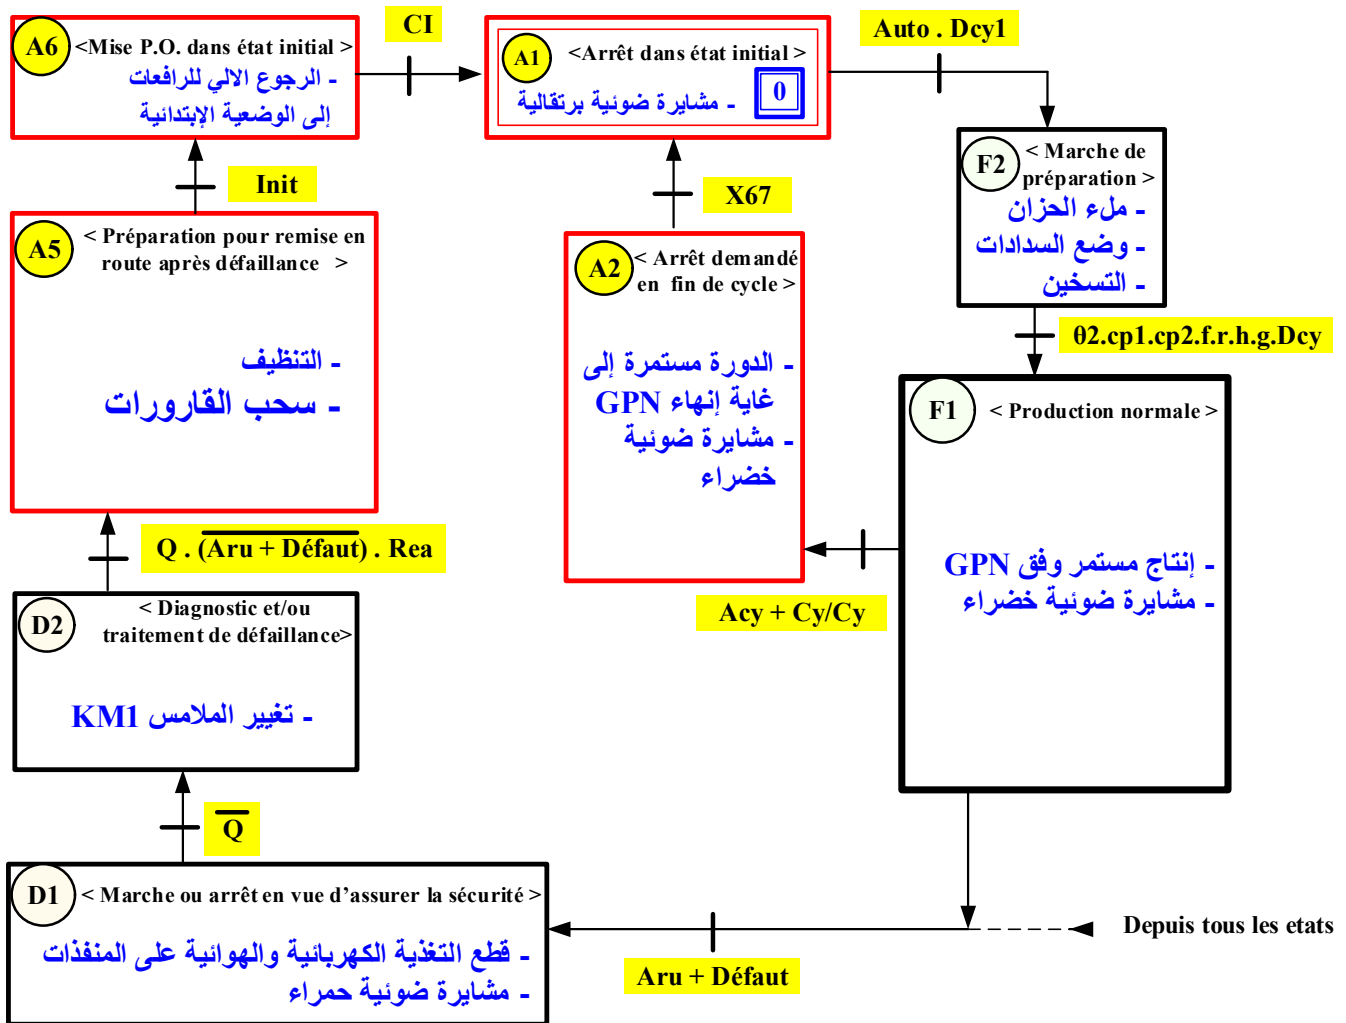 A6
<Mise P.O. dans état initial >
- الرجوع الالي للرافعات
إلى الوضعية الإبتدائية
CI
A1
<Arrêt dans état initial >
0
- مشايرة ضوئية برتقالية
Auto . Dcy1
F2
< Marche de
préparation >
- ملء الحزان
- وضع السدادات
- التسخين
Init
X67
A5
< Préparation pour remise en
route après défaillance >
- التنظيف
- سحب القارورات
A2
< Arrêt demandé
en fin de cycle >
- الدورة مستمرة إلى
غاية إنهاء GPN
- مشايرة ضوئية
خضراء
θ2.cp1.cp2.f.r.h.g.Dcy
F1
< Production normale >
- إنتاج مستمر وفق GPN
- مشايرة ضوئية خضراء
Q . (A̅r̅u̅ ̅+̅ ̅D̅é̅f̅a̅u̅t̅) . Rea
Acy + Cy/Cy
D2
< Diagnostic et/ou
traitement de défaillance>
- تغيير الملامس KM1
Q̅
D1
< Marche ou arrêt en vue d’assurer la sécurité >
- قطع التغذية الكهربائية والهوائية على المنفذات
- مشايرة ضوئية حمراء
Aru + Défaut
Depuis tous les etats